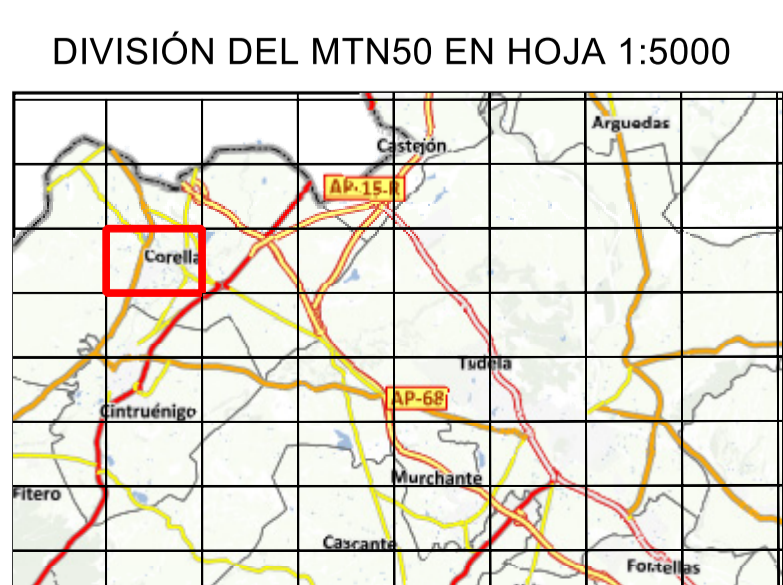 DIVISIÓN DEL MTN50 EN HOJA 1:5000
Arguedas
Castejón
AP-15-R
Corella
Tudela
AP-68
Cintruénigo
Murchante
Fitero
Cascante
Fontellas